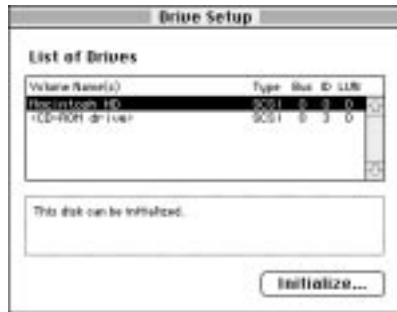 Drive Setup
List of Drives
Volume Name(s) Type Bus ID LUN
Macintosh HD SCSI 0 0 0
<CD-ROM drive> SCSI 0 3 0
This disk can be initialized.
Initialize...